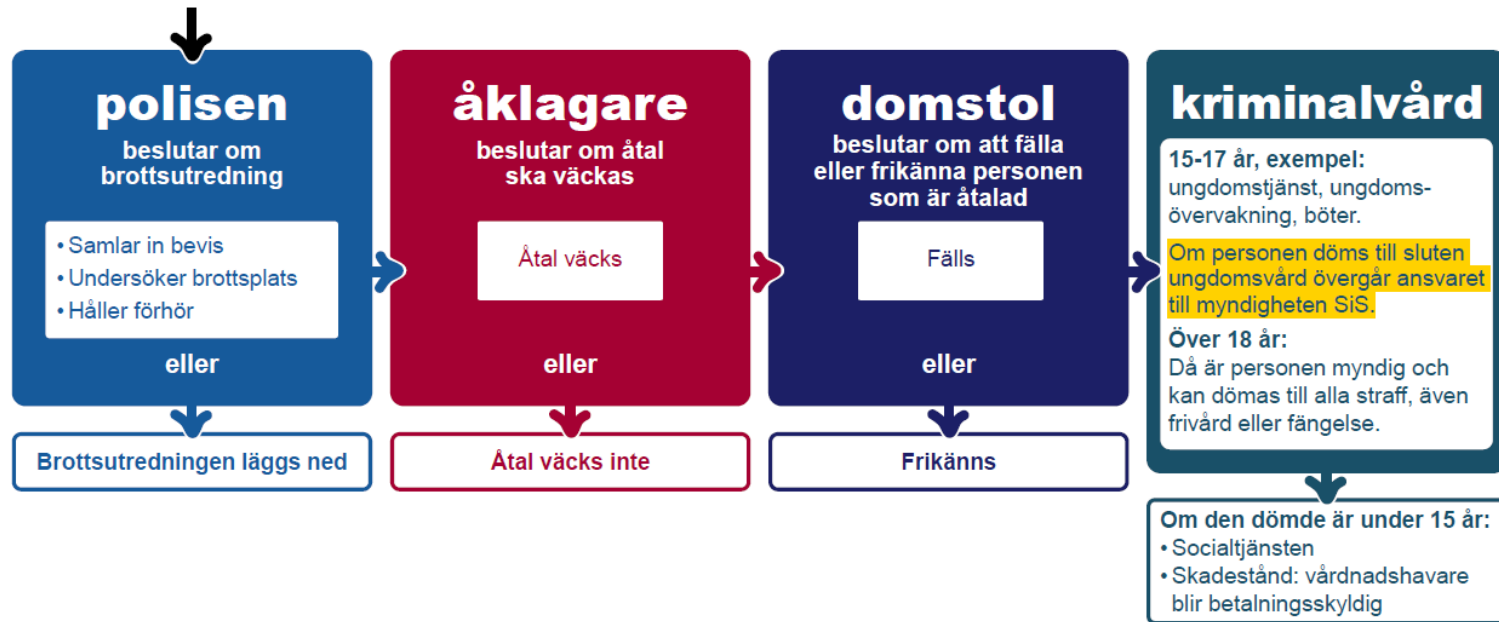 polisen
beslutar om
brottsutredning
• Samlar in bevis
• Undersöker brottsplats
• Håller förhör
eller
Brottsutredningen läggs ned
åklagare
beslutar om åtal
ska väckas
Åtal väcks
eller
Åtal väcks inte
domstol
beslutar om att fälla
eller frikänna personen
som är åtalad
Fälls
eller
Frikänns
kriminalvård
15-17 år, exempel:
ungdomstjänst, ungdoms-
övervakning, böter.
Om personen döms till sluten
ungdomsvård övergår ansvaret
till myndigheten SiS.
Över 18 år:
Då är personen myndig och
kan dömas till alla straff, även
frivård eller fängelse.
Om den dömde är under 15 år:
• Socialtjänsten
• Skadestånd: vårdnadshavare
blir betalningsskyldig